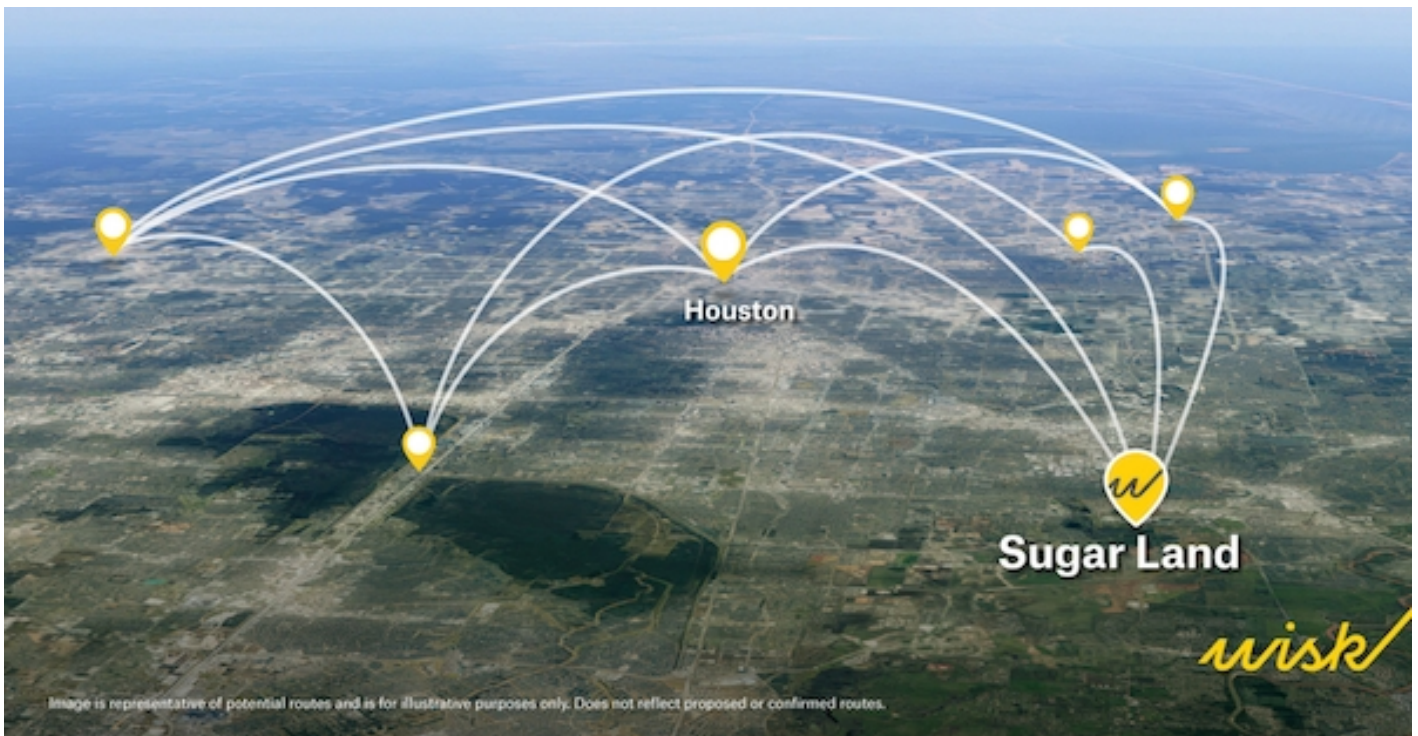 Houston
w
Sugar Land
wisk
Image is representative of potential routes and is for illustrative purposes only. Does not reflect proposed or confirmed routes.